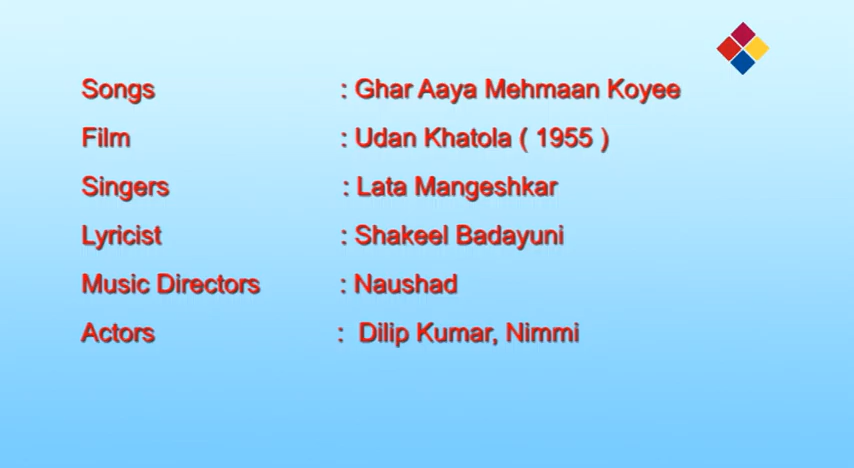 Songs : Ghar Aaya Mehmaan Koyee
Film : Udan Khatola ( 1955 )
Singers : Lata Mangeshkar
Lyricist : Shakeel Badayuni
Music Directors : Naushad
Actors : Dilip Kumar, Nimmi